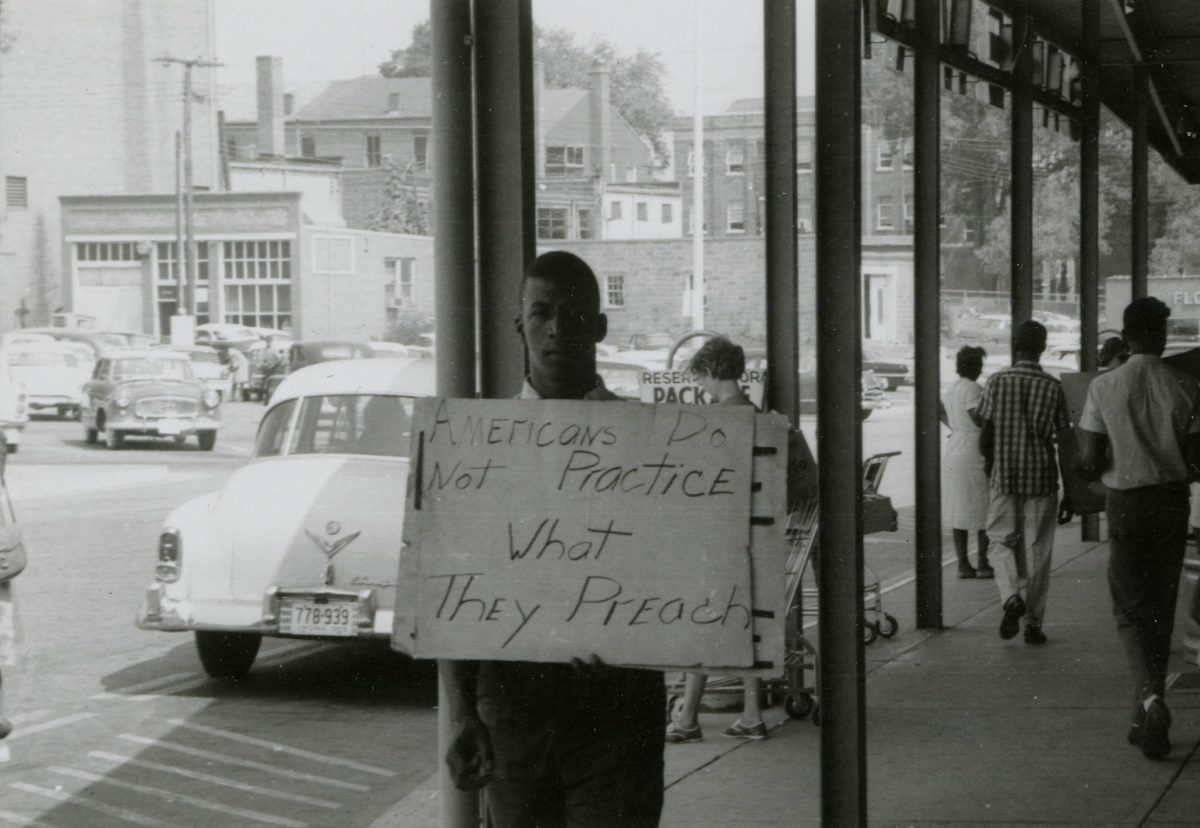 Americans Do
Not Practice
What
They Preach
778·939
PACK